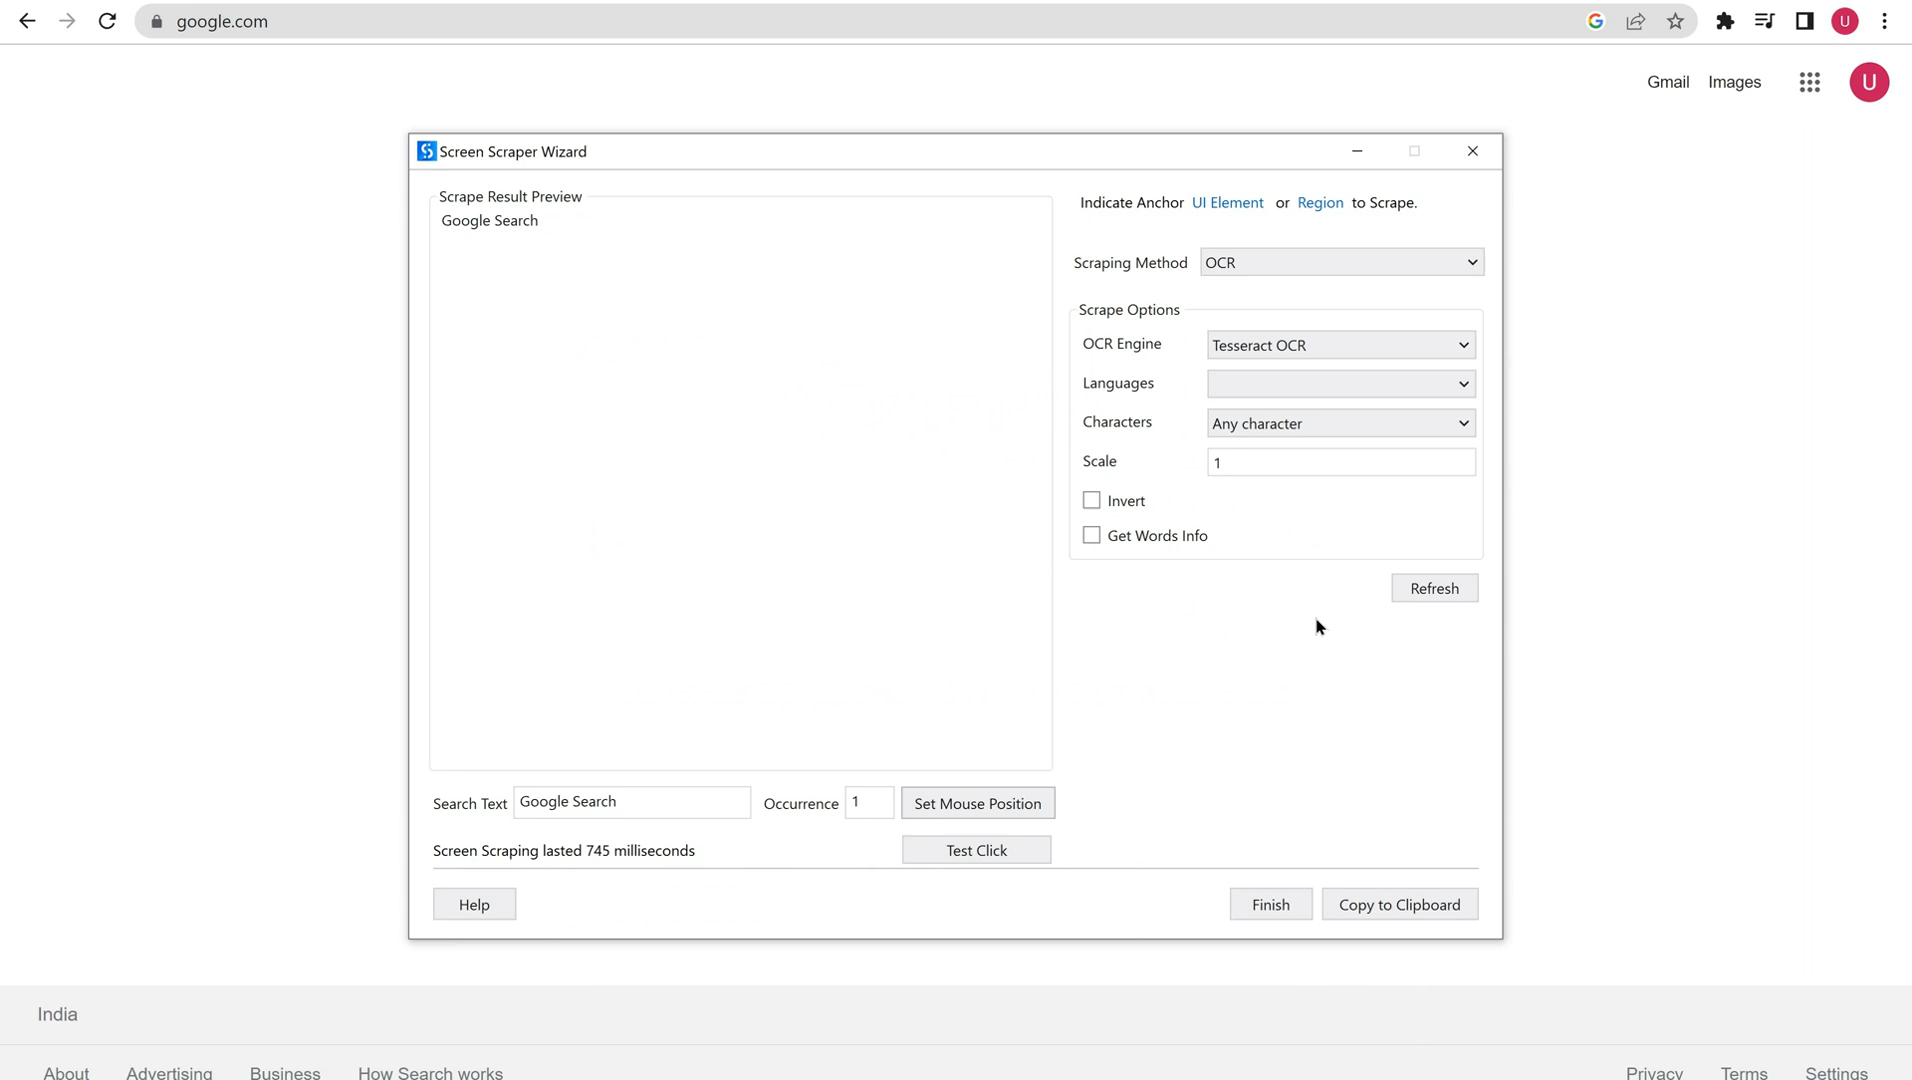 google.com
U
Gmail Images
U
Screen Scraper Wizard
Scrape Result Preview
Google Search
Indicate Anchor UI Element or Region to Scrape.
Scraping Method OCR
Scrape Options
OCR Engine Tesseract OCR
Languages
Characters Any character
Scale 1
Invert
Get Words Info
Refresh
Search Text Google Search Occurrence 1 Set Mouse Position
Screen Scraping lasted 745 milliseconds Test Click
Help Finish Copy to Clipboard
India
About Advertising Business How Search works Privacy Terms Settings